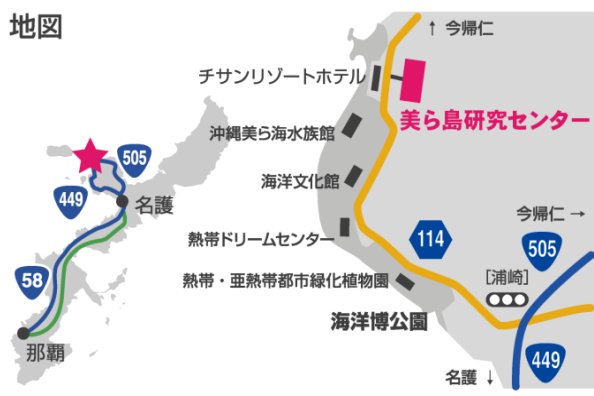 地図
↑ 今帰仁
チサンリゾートホテル
美ら島研究センター
沖縄美ら海水族館
505
海洋文化館
449
名護
今帰仁 →
熱帯ドリームセンター
114
505
[浦崎]
58
熱帯・亜熱帯都市緑化植物園
海洋博公園
那覇
449
名護 ↓